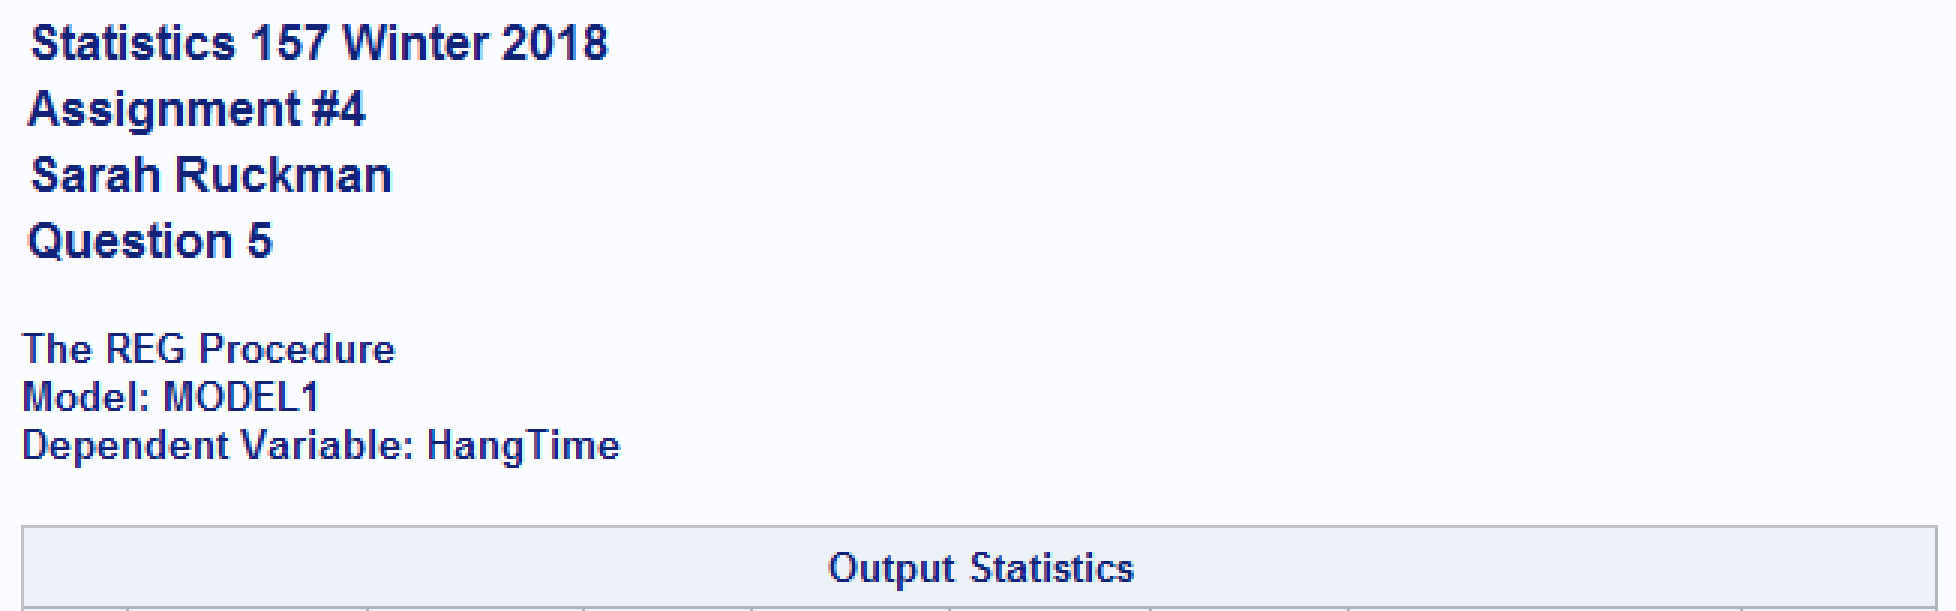 Statistics 157 Winter 2018
Assignment #4
Sarah Ruckman
Question 5
The REG Procedure
Model: MODEL1
Dependent Variable: HangTime
Output Statistics